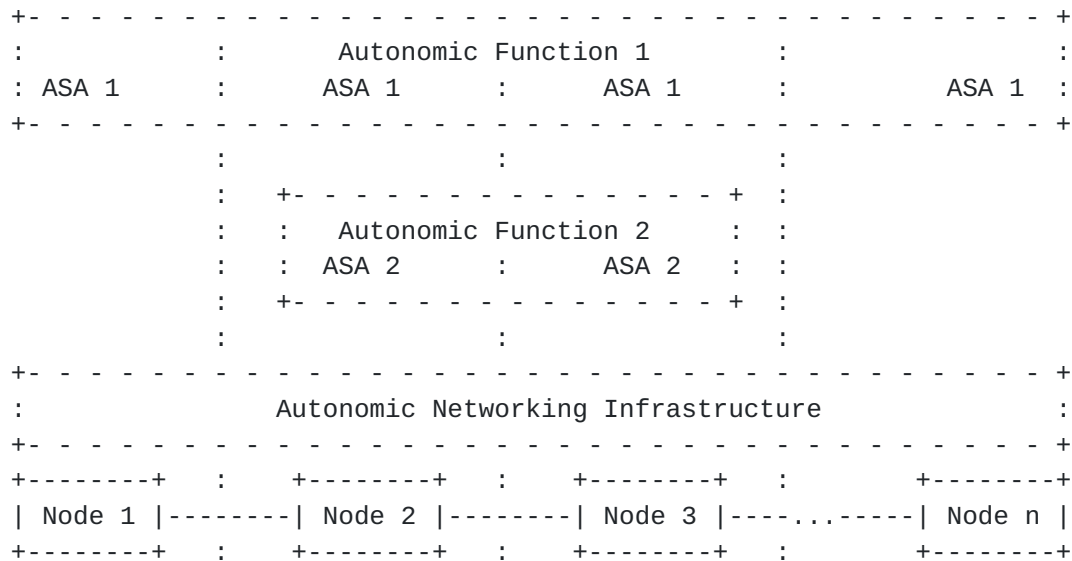 +- - - - - - - - - - - - - - - - - - - - - - - - - - - - - - - - - +
:            :       Autonomic Function 1        :                 :
: ASA 1      :      ASA 1      :      ASA 1      :          ASA 1  :
+- - - - - - - - - - - - - - - - - - - - - - - - - - - - - - - - - +
             :                 :                 :
             :   +- - - - - - - - - - - - - - +  :
             :   :   Autonomic Function 2     :  :
             :   :  ASA 2      :      ASA 2   :  :
             :   +- - - - - - - - - - - - - - +  :
             :                 :                 :
+- - - - - - - - - - - - - - - - - - - - - - - - - - - - - - - - - +
:                Autonomic Networking Infrastructure               :
+- - - - - - - - - - - - - - - - - - - - - - - - - - - - - - - - - +
+--------+   :    +--------+   :    +--------+   :        +--------+
| Node 1 |--------| Node 2 |--------| Node 3 |----...-----| Node n |
+--------+   :    +--------+   :    +--------+   :        +--------+